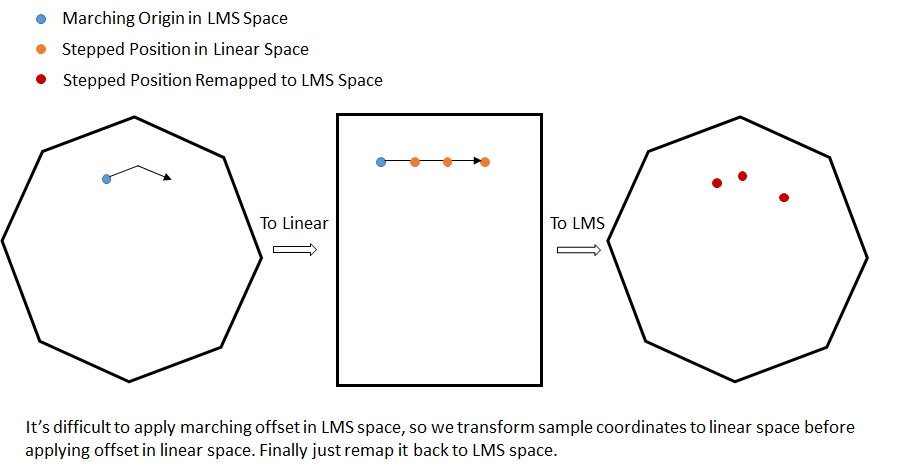 Marching Origin in LMS Space
Stepped Position in Linear Space
Stepped Position Remapped to LMS Space
To Linear
To LMS
It’s difficult to apply marching offset in LMS space, so we transform sample coordinates to linear space before
applying offset in linear space. Finally just remap it back to LMS space.